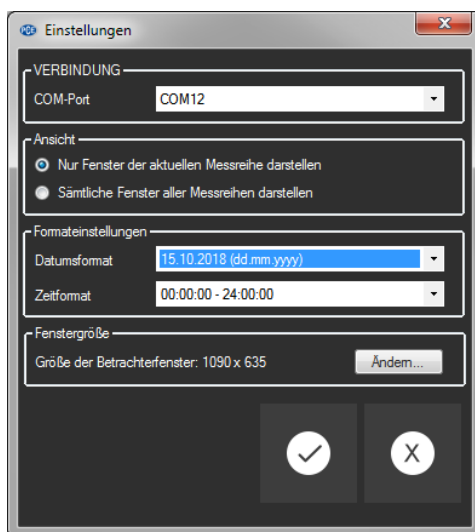 PCE Einstellungen
VERBINDUNG
COM-Port COM12
Ansicht
Nur Fenster der aktuellen Messreihe darstellen
Sämtliche Fenster aller Messreihen darstellen
Formateinstellungen
Datumsformat 15.10.2018 (dd.mm.yyyy)
Zeitformat 00:00:00 - 24:00:00
Fenstergröße
Größe der Betrachterfenster: 1090 x 635 Ändern...
X